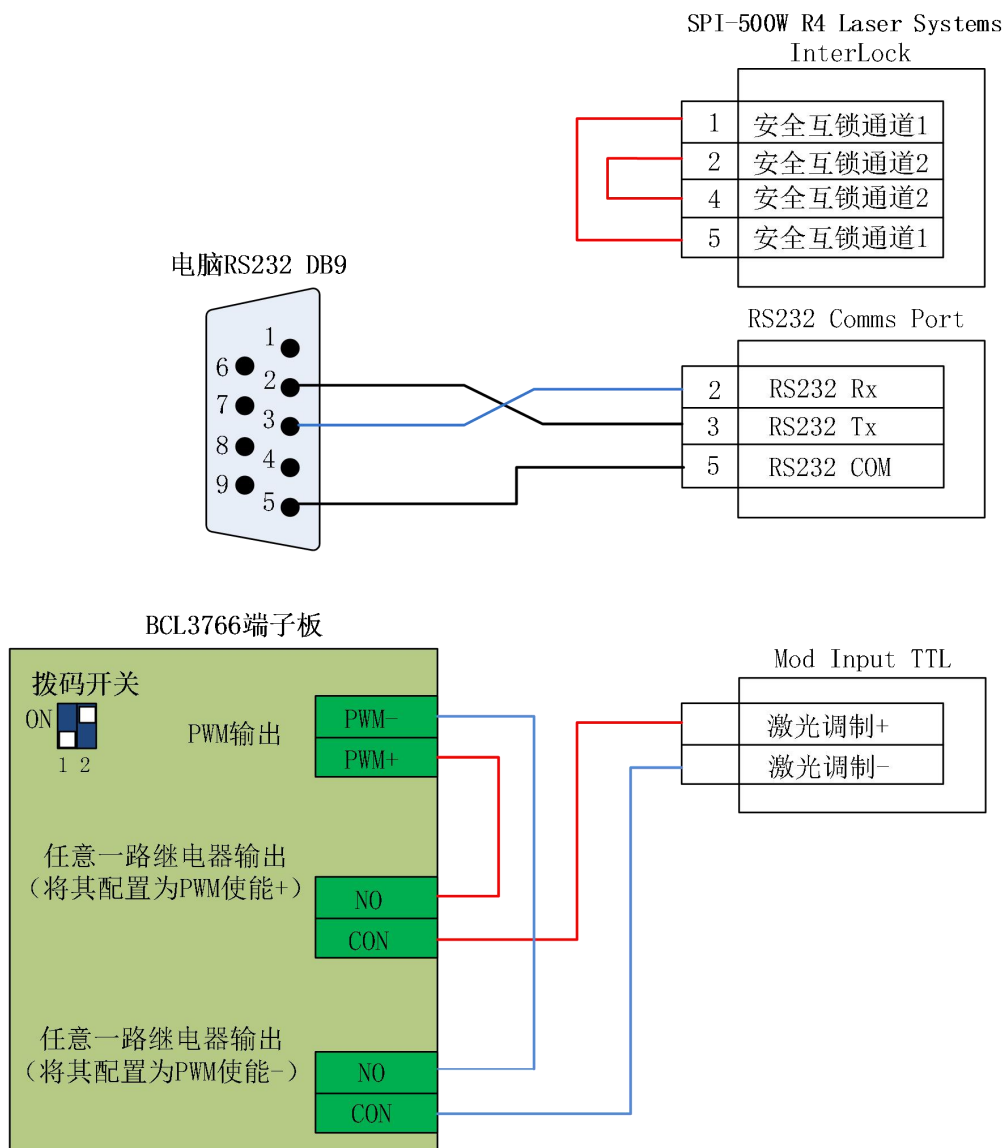 SPI-500W R4 Laser Systems
InterLock
1 安全互锁通道1
2 安全互锁通道2
4 安全互锁通道2
5 安全互锁通道1
电脑RS232 DB9
1
6
2
7
3
8
4
9
5
RS232 Comms Port
2 RS232 Rx
3 RS232 Tx
5 RS232 COM
BCL3766端子板
拨码开关
ON
1 2
PWM输出
PWM-
PWM+
任意一路继电器输出
（将其配置为PWM使能+）
NO
CON
任意一路继电器输出
（将其配置为PWM使能-）
NO
CON
Mod Input TTL
激光调制+
激光调制-